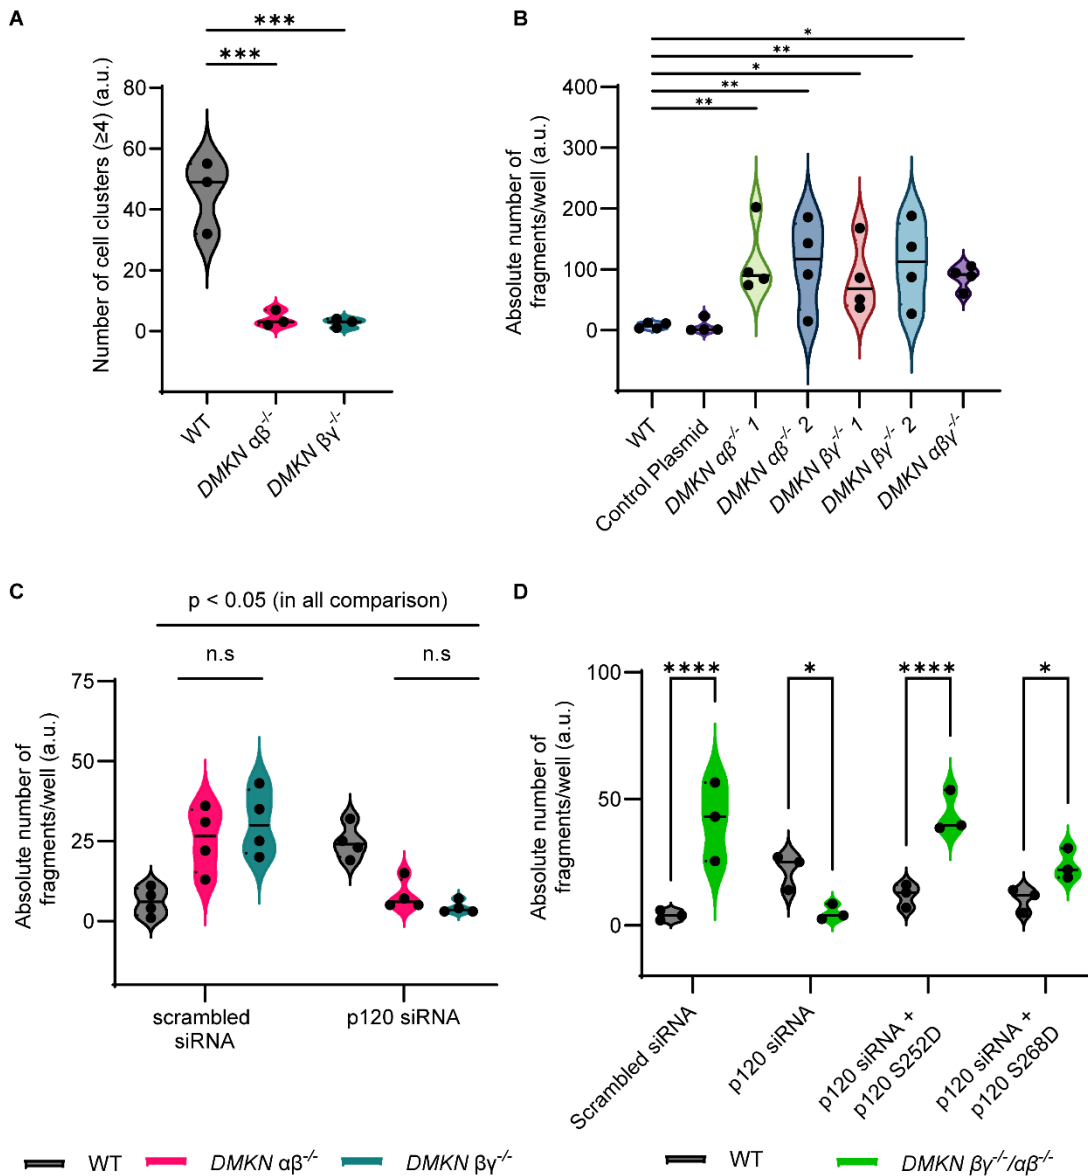 A
***
***
Number of cell clusters (≥4) (a.u.)
80
60
40
20
0
WT
DMKN αβ-/-
DMKN βγ-/-
B
*
**
*
**
**
Absolute number of
fragments/well (a.u.)
400
300
200
100
0
WT
Control Plasmid
DMKN αβ-/- 1
DMKN αβ-/- 2
DMKN βγ-/- 1
DMKN βγ-/- 2
DMKN αβγ-/-
C
p < 0.05 (in all comparison)
n.s
n.s
Absolute number of
fragments/well (a.u.)
75
50
25
0
scrambled
siRNA
p120 siRNA
D
****
*
****
*
Absolute number of
fragments/well (a.u.)
100
50
0
Scrambled siRNA
p120 siRNA
p120 siRNA +
p120 S252D
p120 siRNA +
p120 S268D
WT
DMKN αβ-/-
DMKN βγ-/-
WT
DMKN βγ-/-/αβ-/-